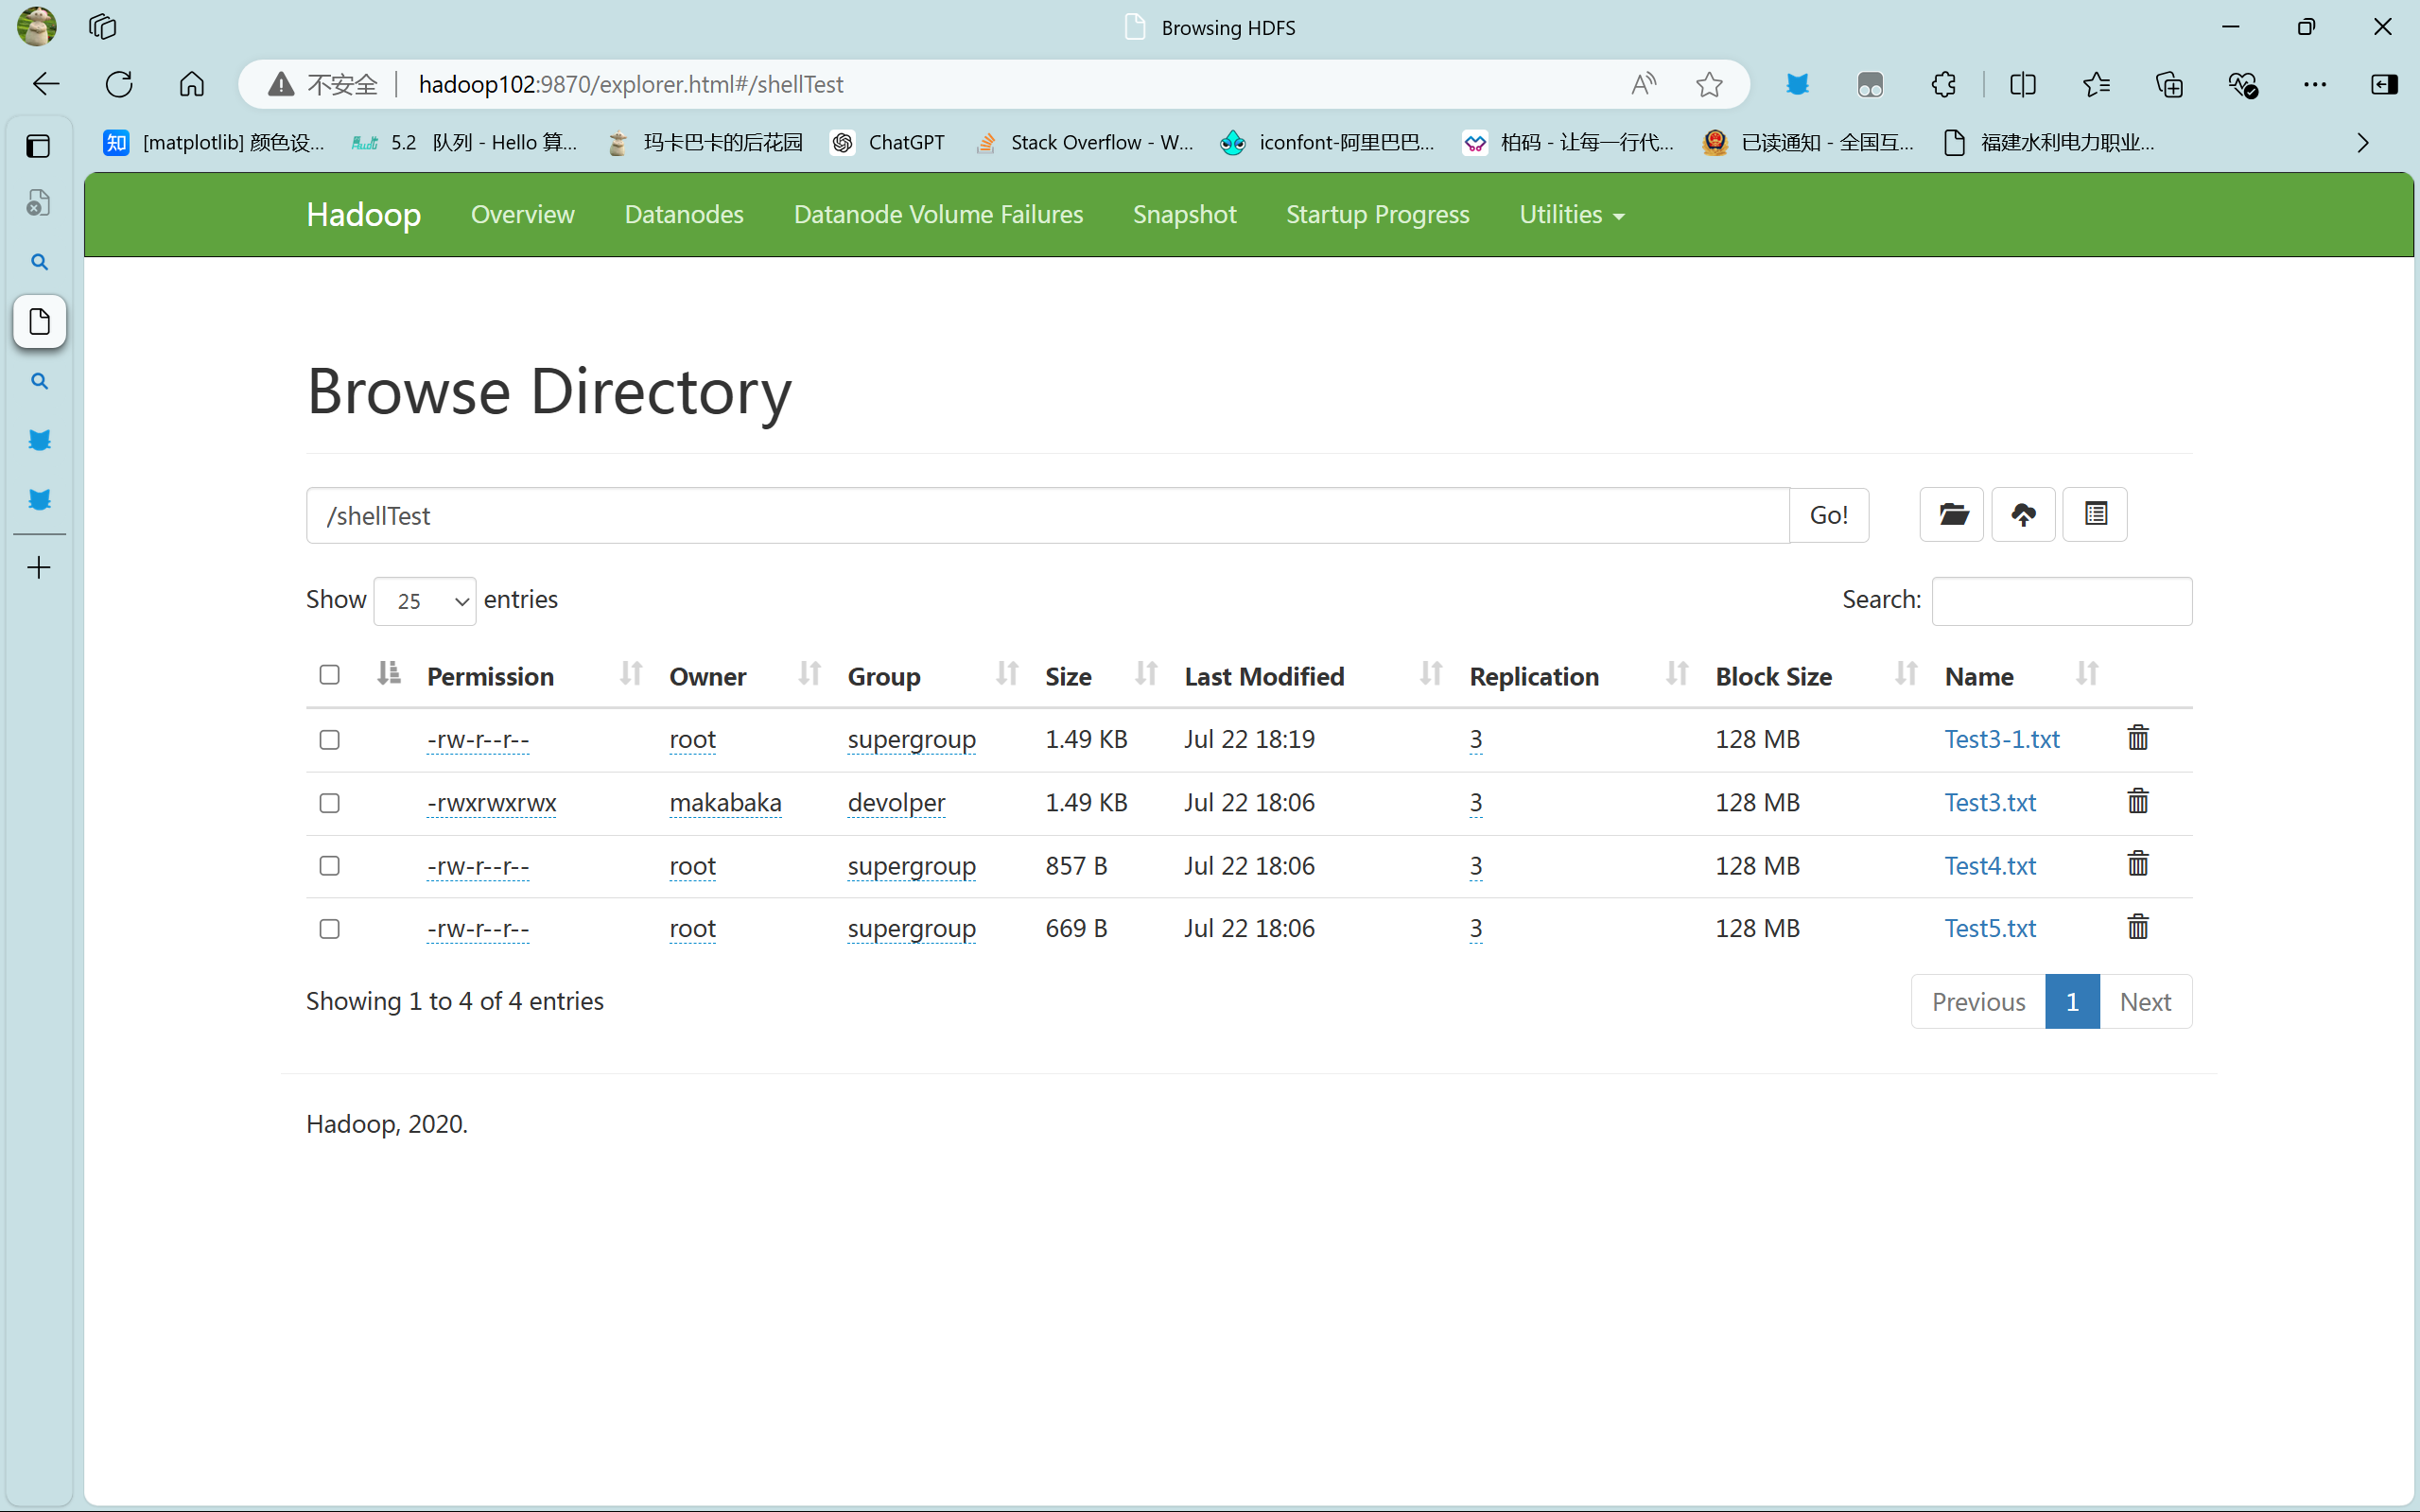 Browsing HDFS
不安全 hadoop102:9870/explorer.html#/shellTest
[matplotlib] 颜色设... 5.2 队列 - Hello 算... 玛卡巴卡的后花园 ChatGPT Stack Overflow - W... iconfont-阿里巴巴... 柏码 - 让每一行代... 已读通知 - 全国互... 福建水利电力职业...
Hadoop Overview Datanodes Datanode Volume Failures Snapshot Startup Progress Utilities
Browse Directory
/shellTest Go!
Show 25 entries Search:
Permission Owner Group Size Last Modified Replication Block Size Name
-rw-r--r-- root supergroup 1.49 KB Jul 22 18:19 3 128 MB Test3-1.txt
-rwxrwxrwx makabaka devolper 1.49 KB Jul 22 18:06 3 128 MB Test3.txt
-rw-r--r-- root supergroup 857 B Jul 22 18:06 3 128 MB Test4.txt
-rw-r--r-- root supergroup 669 B Jul 22 18:06 3 128 MB Test5.txt
Showing 1 to 4 of 4 entries Previous 1 Next
Hadoop, 2020.